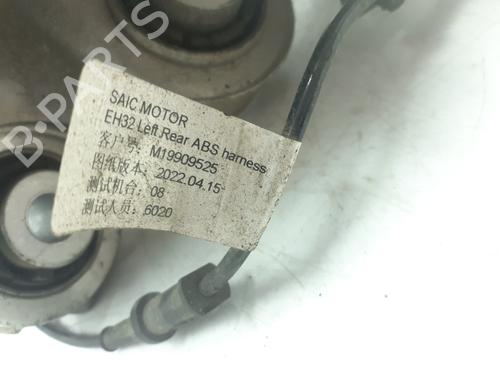 SAIC MOTOR
EH32 Left Rear ABS harness
客户号: M19909525
图纸版本: 2022.04.15
测试机台: 08
测试人员: 6020
B-PARTS